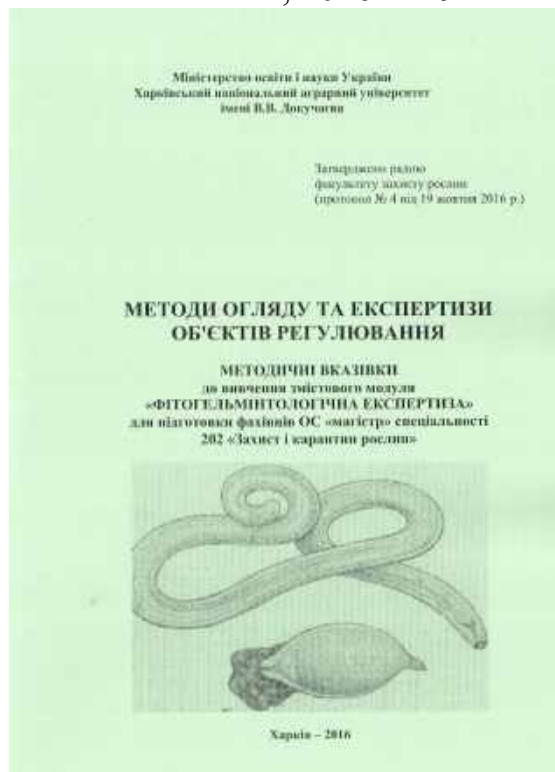 Міністерство освіти і науки України
Харківський національний аграрний університет
імені В.В. Докучаєва
Затверджено радою
факультету захисту рослин
(протокол № 4 від 19 жовтня 2016 р.)
МЕТОДИ ОГЛЯДУ ТА ЕКСПЕРТИЗИ
ОБ'ЄКТІВ РЕГУЛЮВАННЯ
МЕТОДИЧНІ ВКАЗІВКИ
до вивчення змістового модуля
«ФІТОГЕЛЬМІНТОЛОГІЧНА ЕКСПЕРТИЗА»
для підготовки фахівців ОС «магістр» спеціальності
202 «Захист і карантин рослин»
Харків – 2016